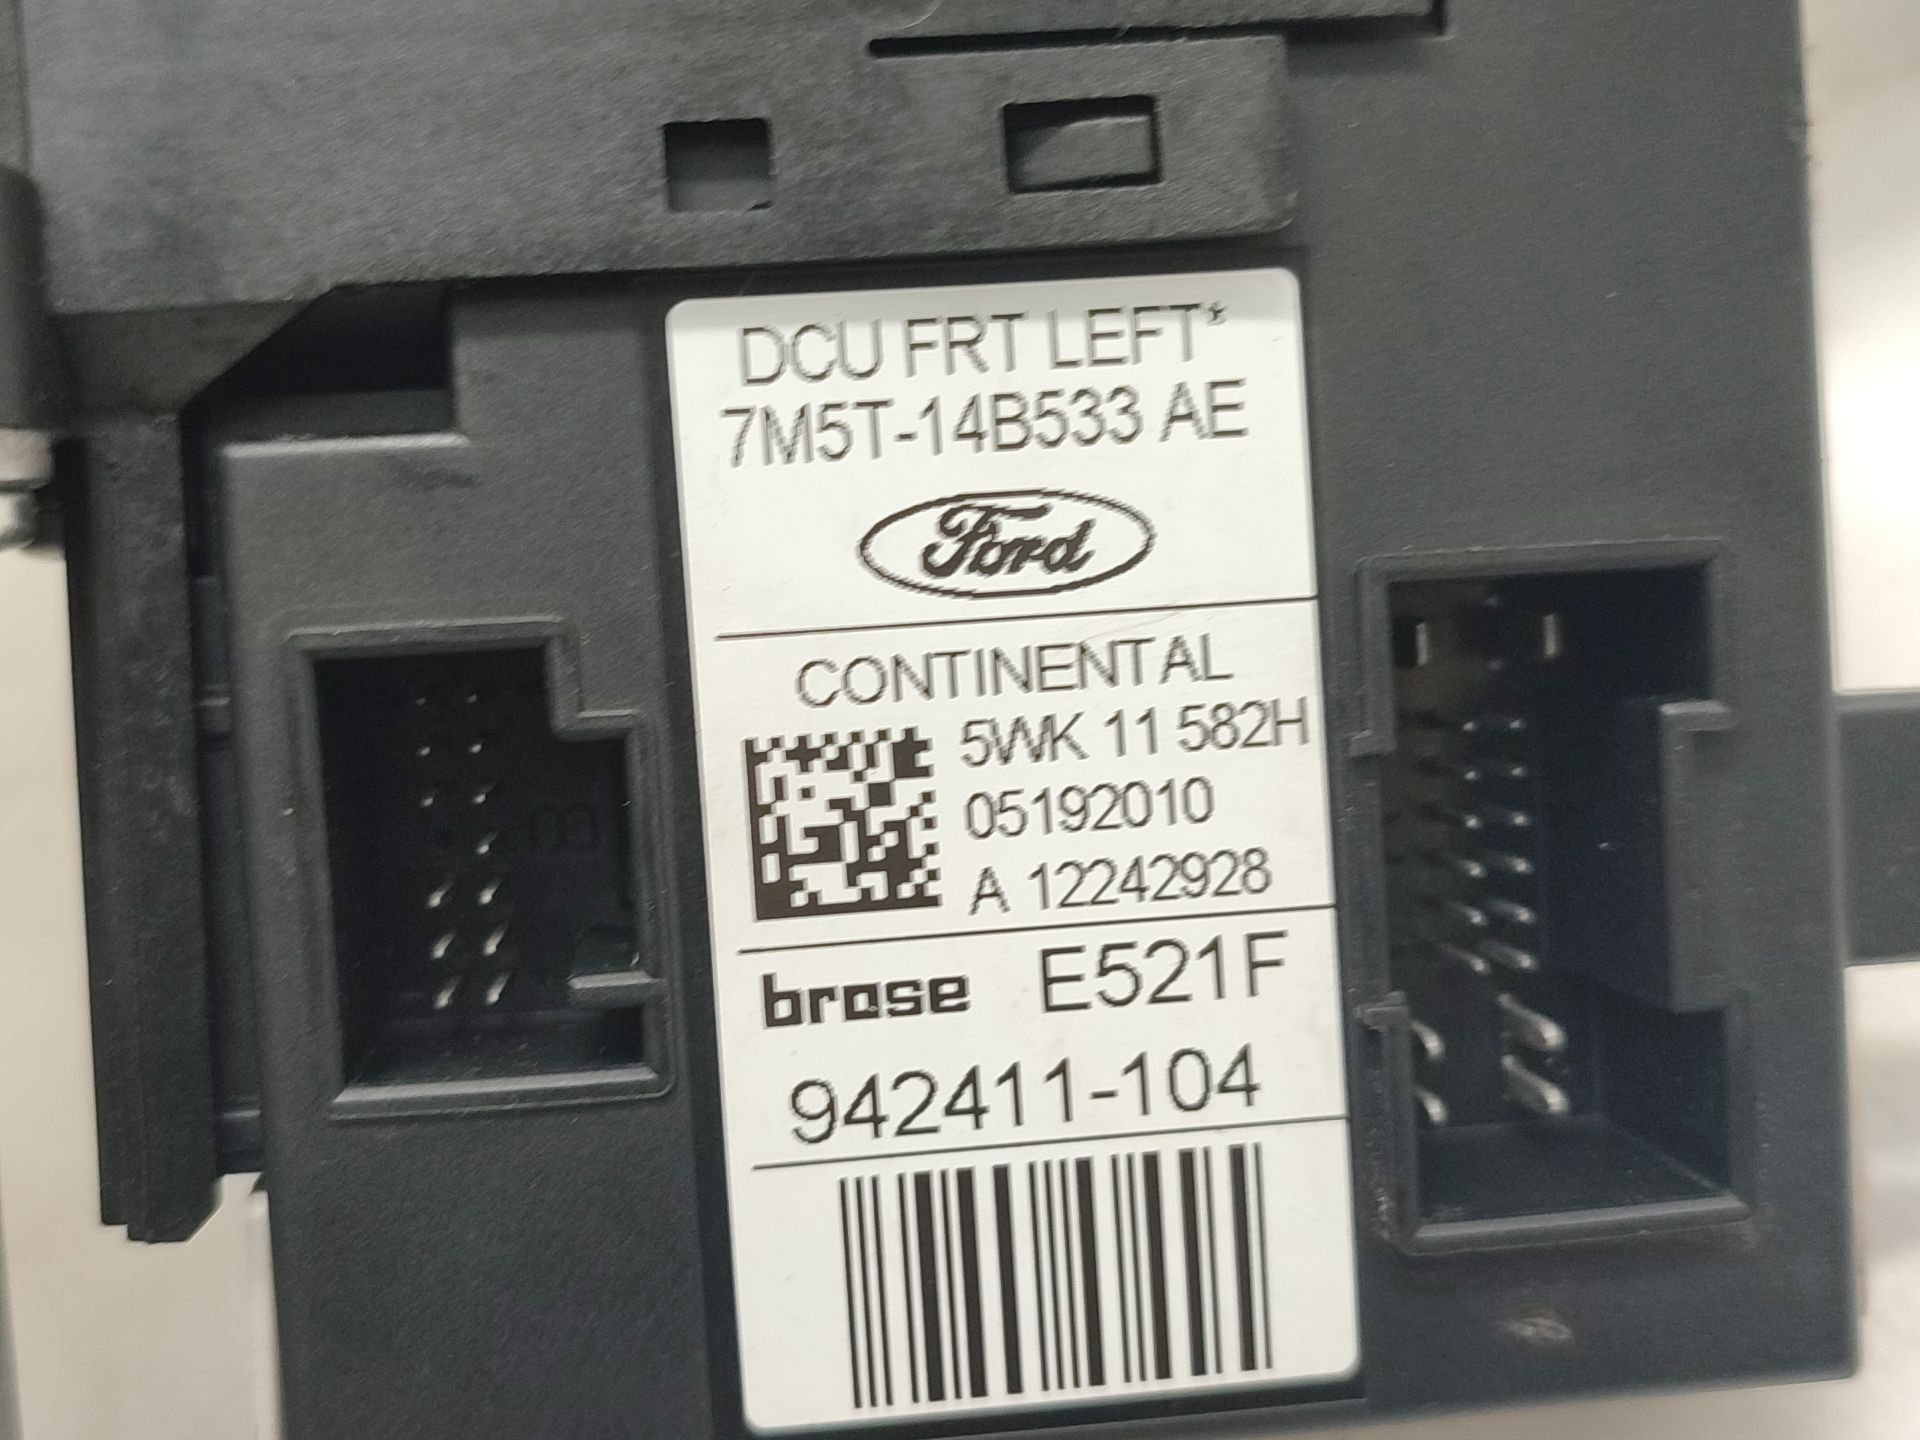 DCU FRT LEFT*
7M5T-14B533 AE
Ford
CONTINENTAL
5WK 11 582H
05192010
A 12242928
brose E521F
942411-104